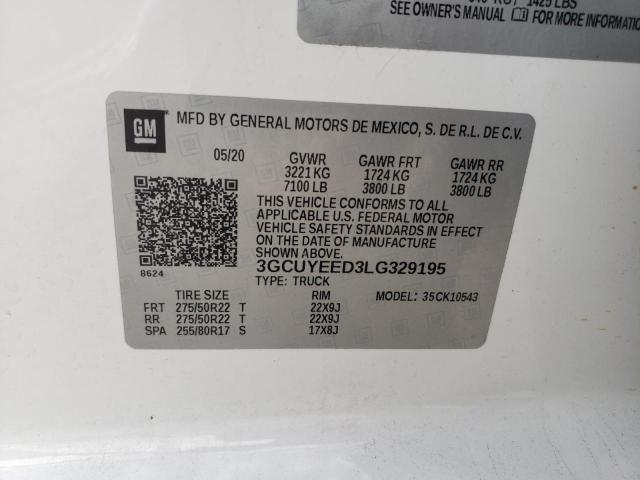 1425 LBS
SEE OWNER'S MANUAL FOR MORE INFORMATION
GM
MFD BY GENERAL MOTORS DE MEXICO, S. DE R.L. DE C.V.
05/20 GVWR GAWR FRT GAWR RR
3221 KG 1724 KG 1724 KG
7100 LB 3800 LB 3800 LB
THIS VEHICLE CONFORMS TO ALL
APPLICABLE U.S. FEDERAL MOTOR
VEHICLE SAFETY STANDARDS IN EFFECT
ON THE DATE OF MANUFACTURE
SHOWN ABOVE.
8624
3GCUYEED3LG329195
TYPE: TRUCK
TIRE SIZE RIM MODEL: 35CK10543
FRT 275/50R22 T 22X9J
RR 275/50R22 T 22X9J
SPA 255/80R17 S 17X8J